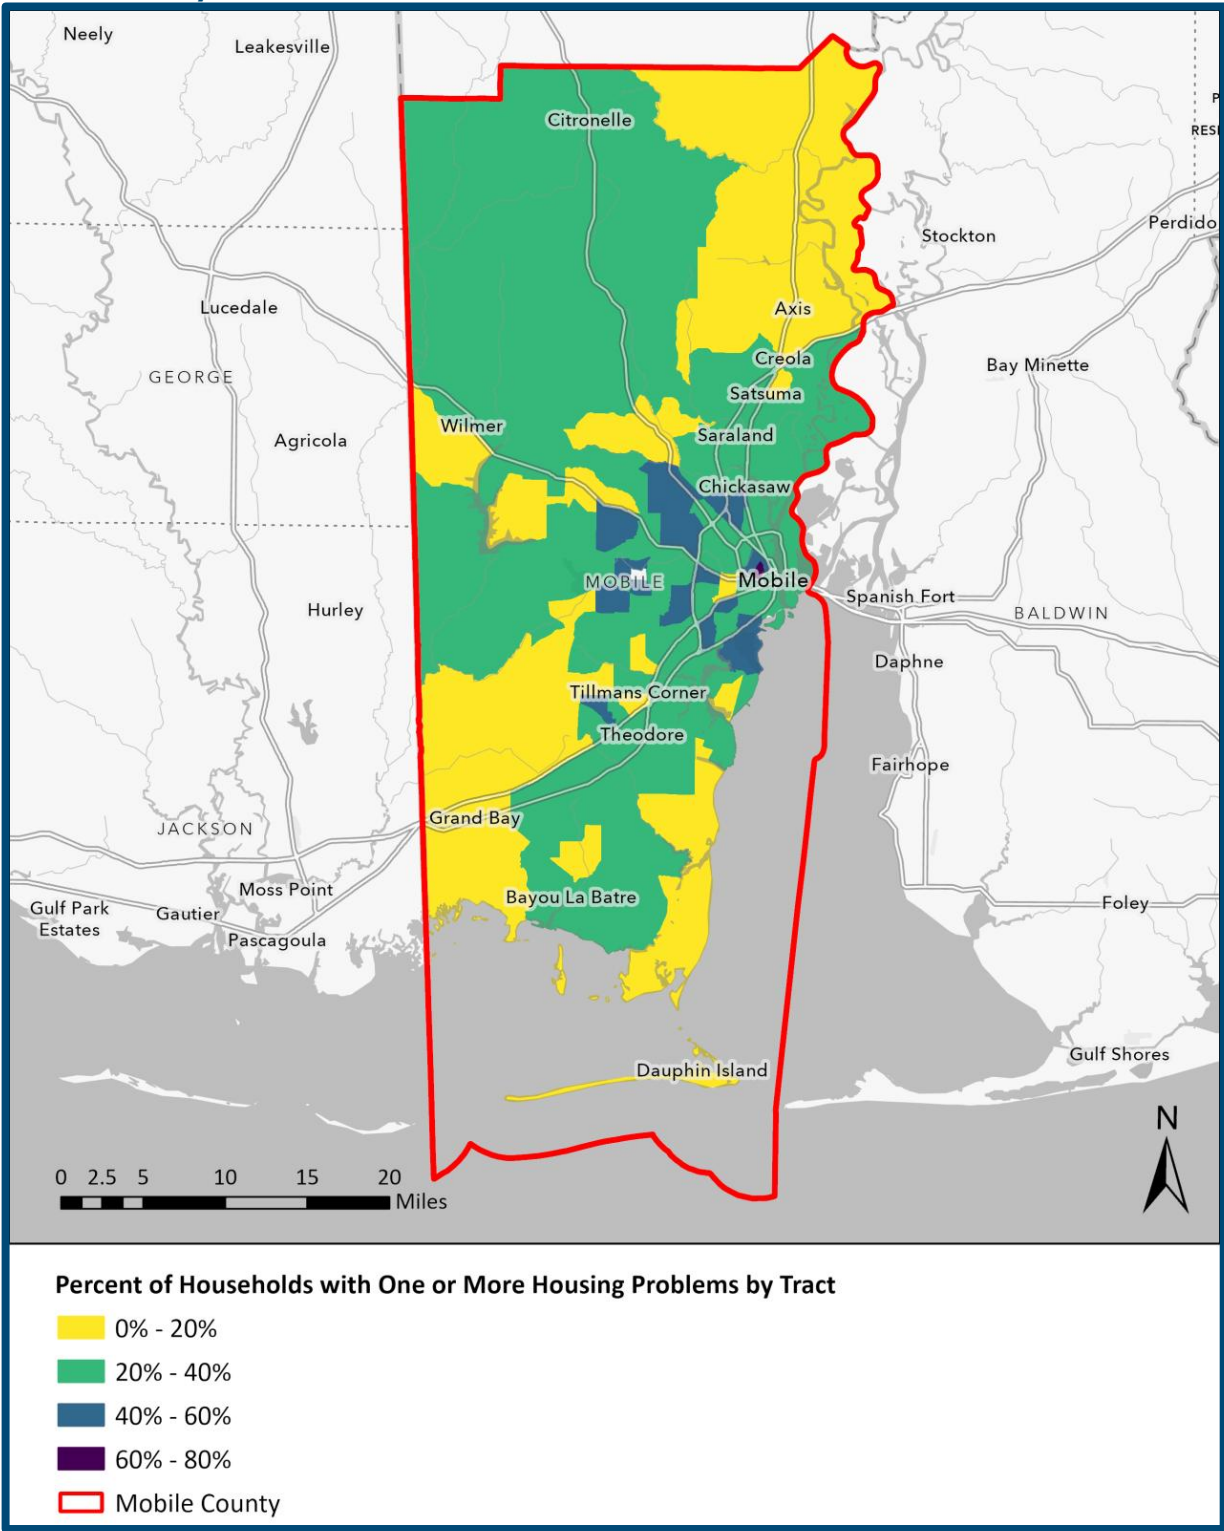 Neely
Leakesville
Citronelle
P
RESI
Stockton
Perdido
Lucedale
Axis
GEORGE
Creola
Bay Minette
Satsuma
Wilmer
Agricola
Saraland
Chickasaw
MOBILE
Mobile
Spanish Fort
Hurley
BALDWIN
Daphne
Tillmans Corner
Theodore
Fairhope
Grand Bay
JACKSON
Moss Point
Bayou La Batre
Gulf Park
Estates
Gautier
Foley
Pascagoula
Gulf Shores
Dauphin Island
N
0 2.5 5 10 15 20
Miles
Percent of Households with One or More Housing Problems by Tract
0% - 20%
20% - 40%
40% - 60%
60% - 80%
Mobile County